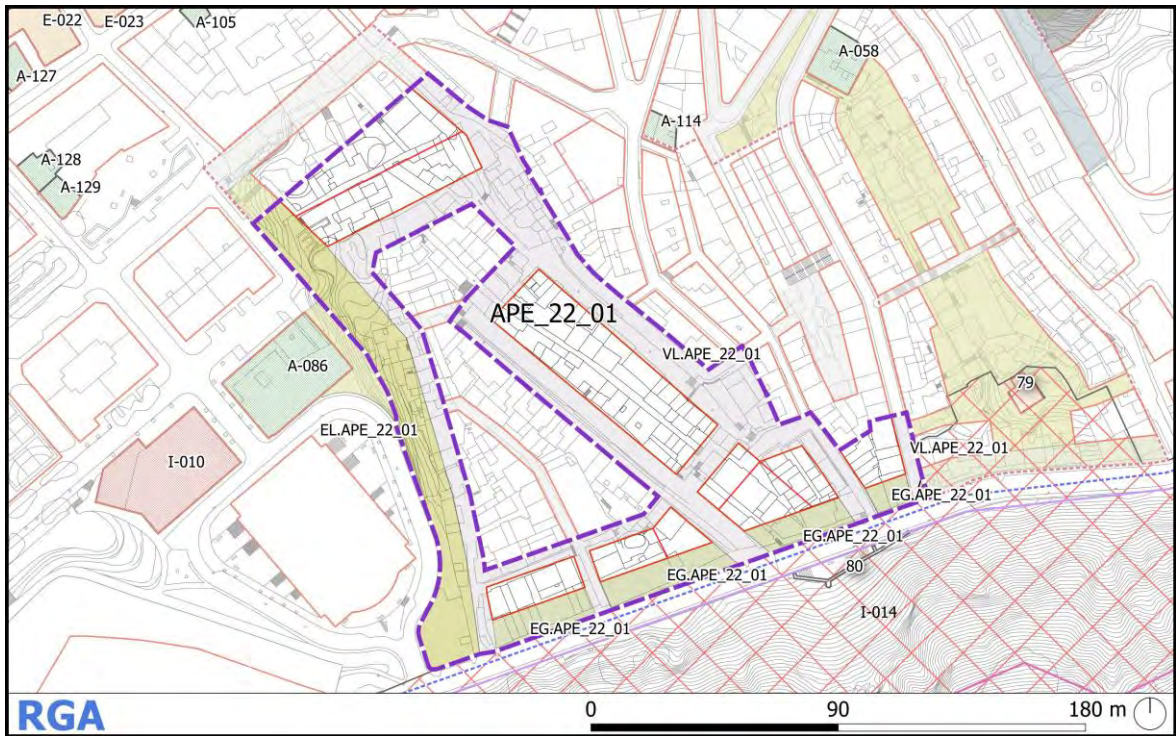 E-022
E-023
A-105
A-127
A-058
A-114
A-128
A-129
APE_22_01
VL.APE_22_01
A-086
79
EL.APE_22_01
VL.APE_22_01
I-010
EG.APE_22_01
EG.APE_22_01
80
EG.APE_22_01
I-014
EG.APE_22_01
RGA
0 90 180 m